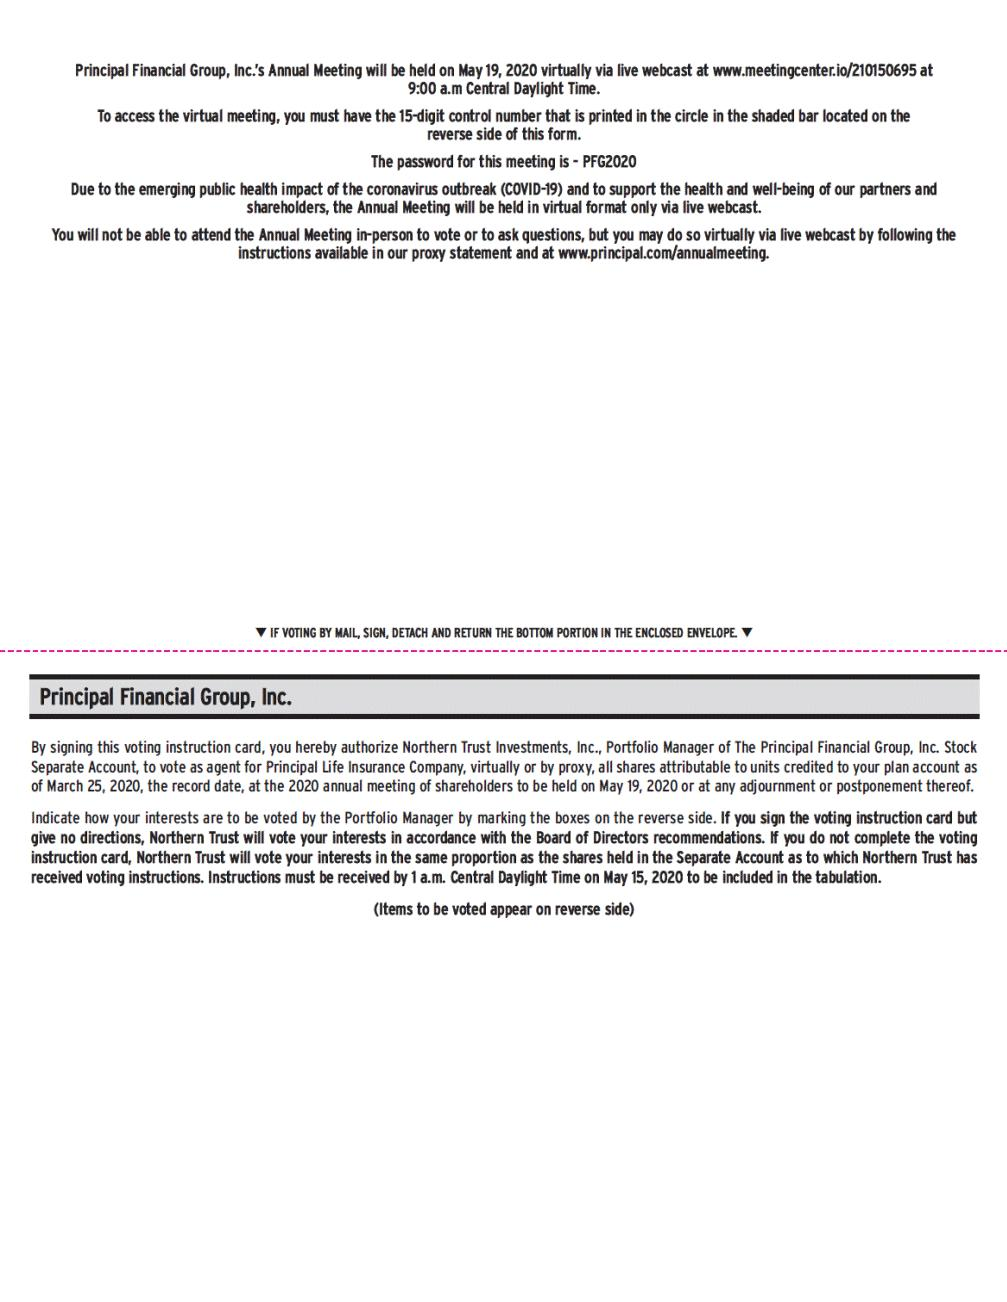 Principal Financial Group, Inc.'s Annual Meeting will be held on May 19, 2020 virtually via live webcast at www.meetingcenter.io/210150695 at
9:00 a.m Central Daylight Time.
To access the virtual meeting, you must have the 15-digit control number that is printed in the circle in the shaded bar located on the
reverse side of this form.
The password for this meeting is - PFG2020
Due to the emerging public health impact of the coronavirus outbreak (COVID-19) and to support the health and well-being of our partners and
shareholders, the Annual Meeting will be held in virtual format only via live webcast.
You will not be able to attend the Annual Meeting in-person to vote or to ask questions, but you may do so virtually via live webcast by following the
instructions available in our proxy statement and at www.principal.com/annualmeeting.
▼ IF VOTING BY MAIL, SIGN, DETACH AND RETURN THE BOTTOM PORTION IN THE ENCLOSED ENVELOPE. ▼
Principal Financial Group, Inc.
By signing this voting instruction card, you hereby authorize Northern Trust Investments, Inc., Portfolio Manager of The Principal Financial Group, Inc. Stock
Separate Account, to vote as agent for Principal Life Insurance Company, virtually or by proxy, all shares attributable to units credited to your plan account as
of March 25, 2020, the record date, at the 2020 annual meeting of shareholders to be held on May 19, 2020 or at any adjournment or postponement thereof.
Indicate how your interests are to be voted by the Portfolio Manager by marking the boxes on the reverse side. If you sign the voting instruction card but
give no directions, Northern Trust will vote your interests in accordance with the Board of Directors recommendations. If you do not complete the voting
instruction card, Northern Trust will vote your interests in the same proportion as the shares held in the Separate Account as to which Northern Trust has
received voting instructions. Instructions must be received by 1 a.m. Central Daylight Time on May 15, 2020 to be included in the tabulation.
(Items to be voted appear on reverse side)